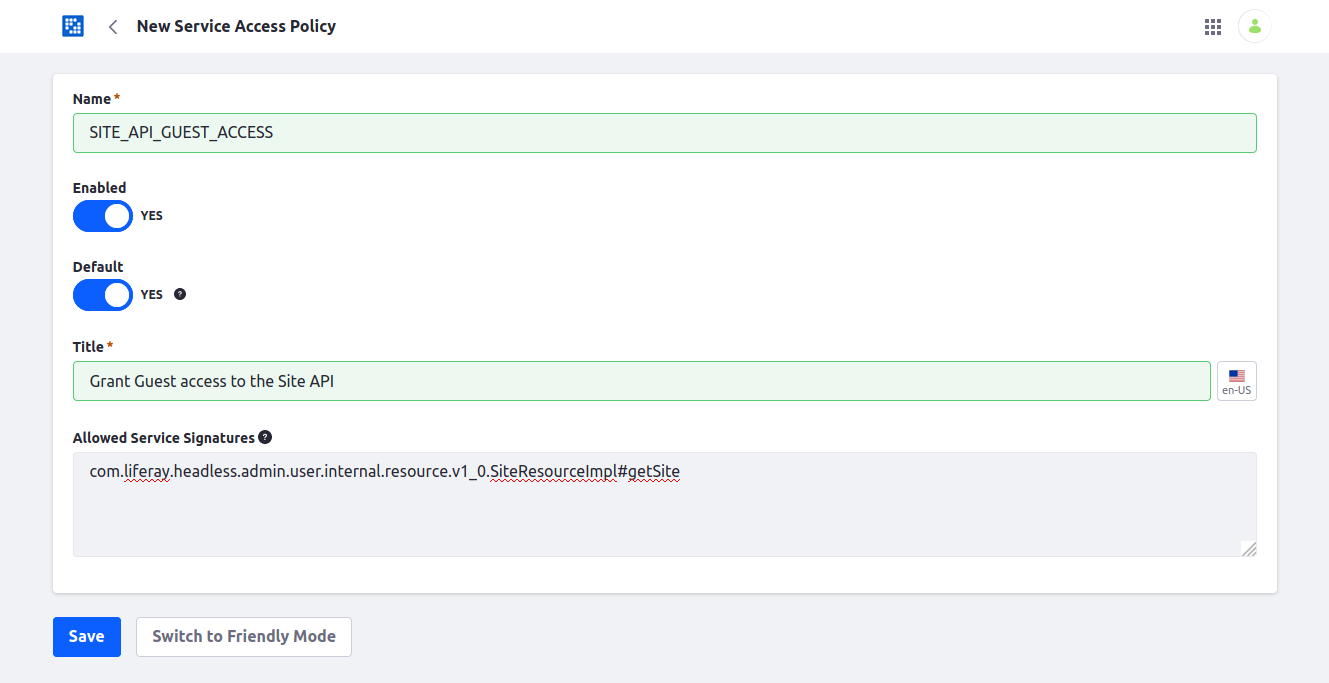 New Service Access Policy
Name *
SITE_API_GUEST_ACCESS
Enabled
YES
Default
YES ?
Title *
Grant Guest access to the Site API
en-US
Allowed Service Signatures ?
com.liferay.headless.admin.user.internal.resource.v1_0.SiteResourceImpl#getSite
Save
Switch to Friendly Mode